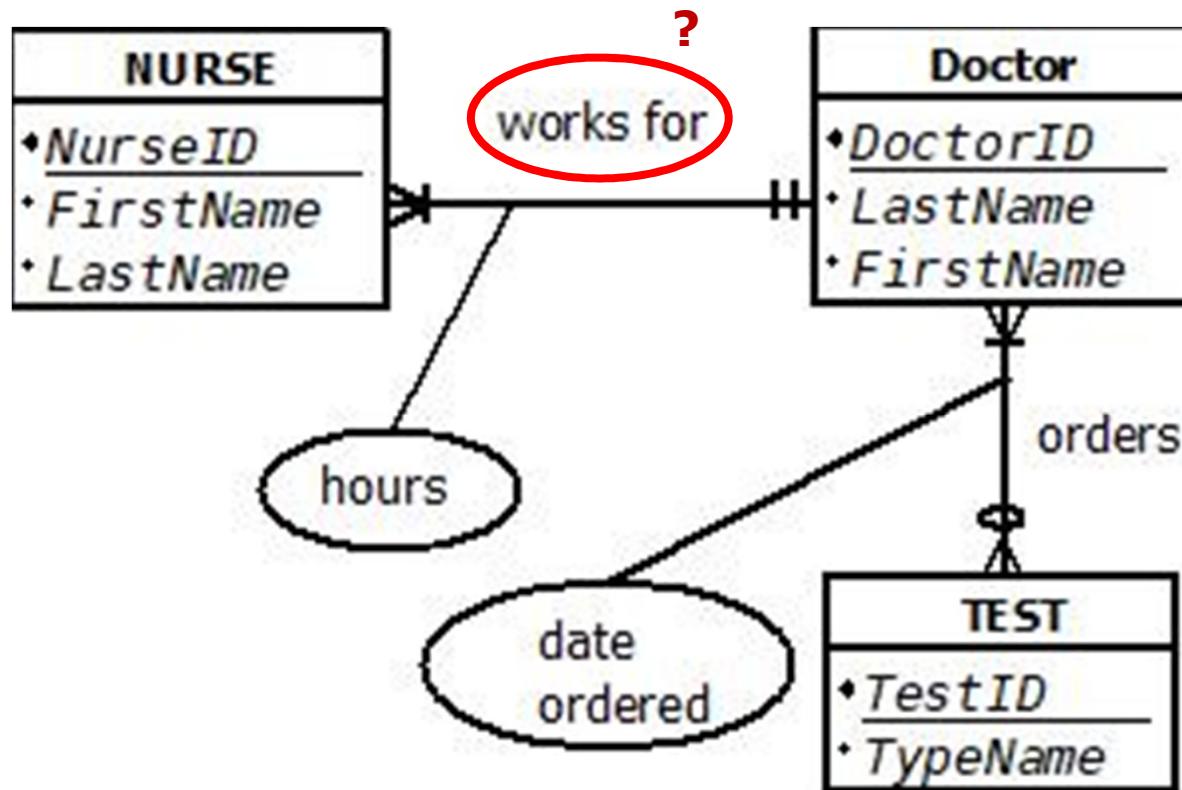 ?
NURSE
NurseID
FirstName
LastName
works for
Doctor
DoctorID
LastName
FirstName
hours
orders
date
ordered
TEST
TestID
TypeName